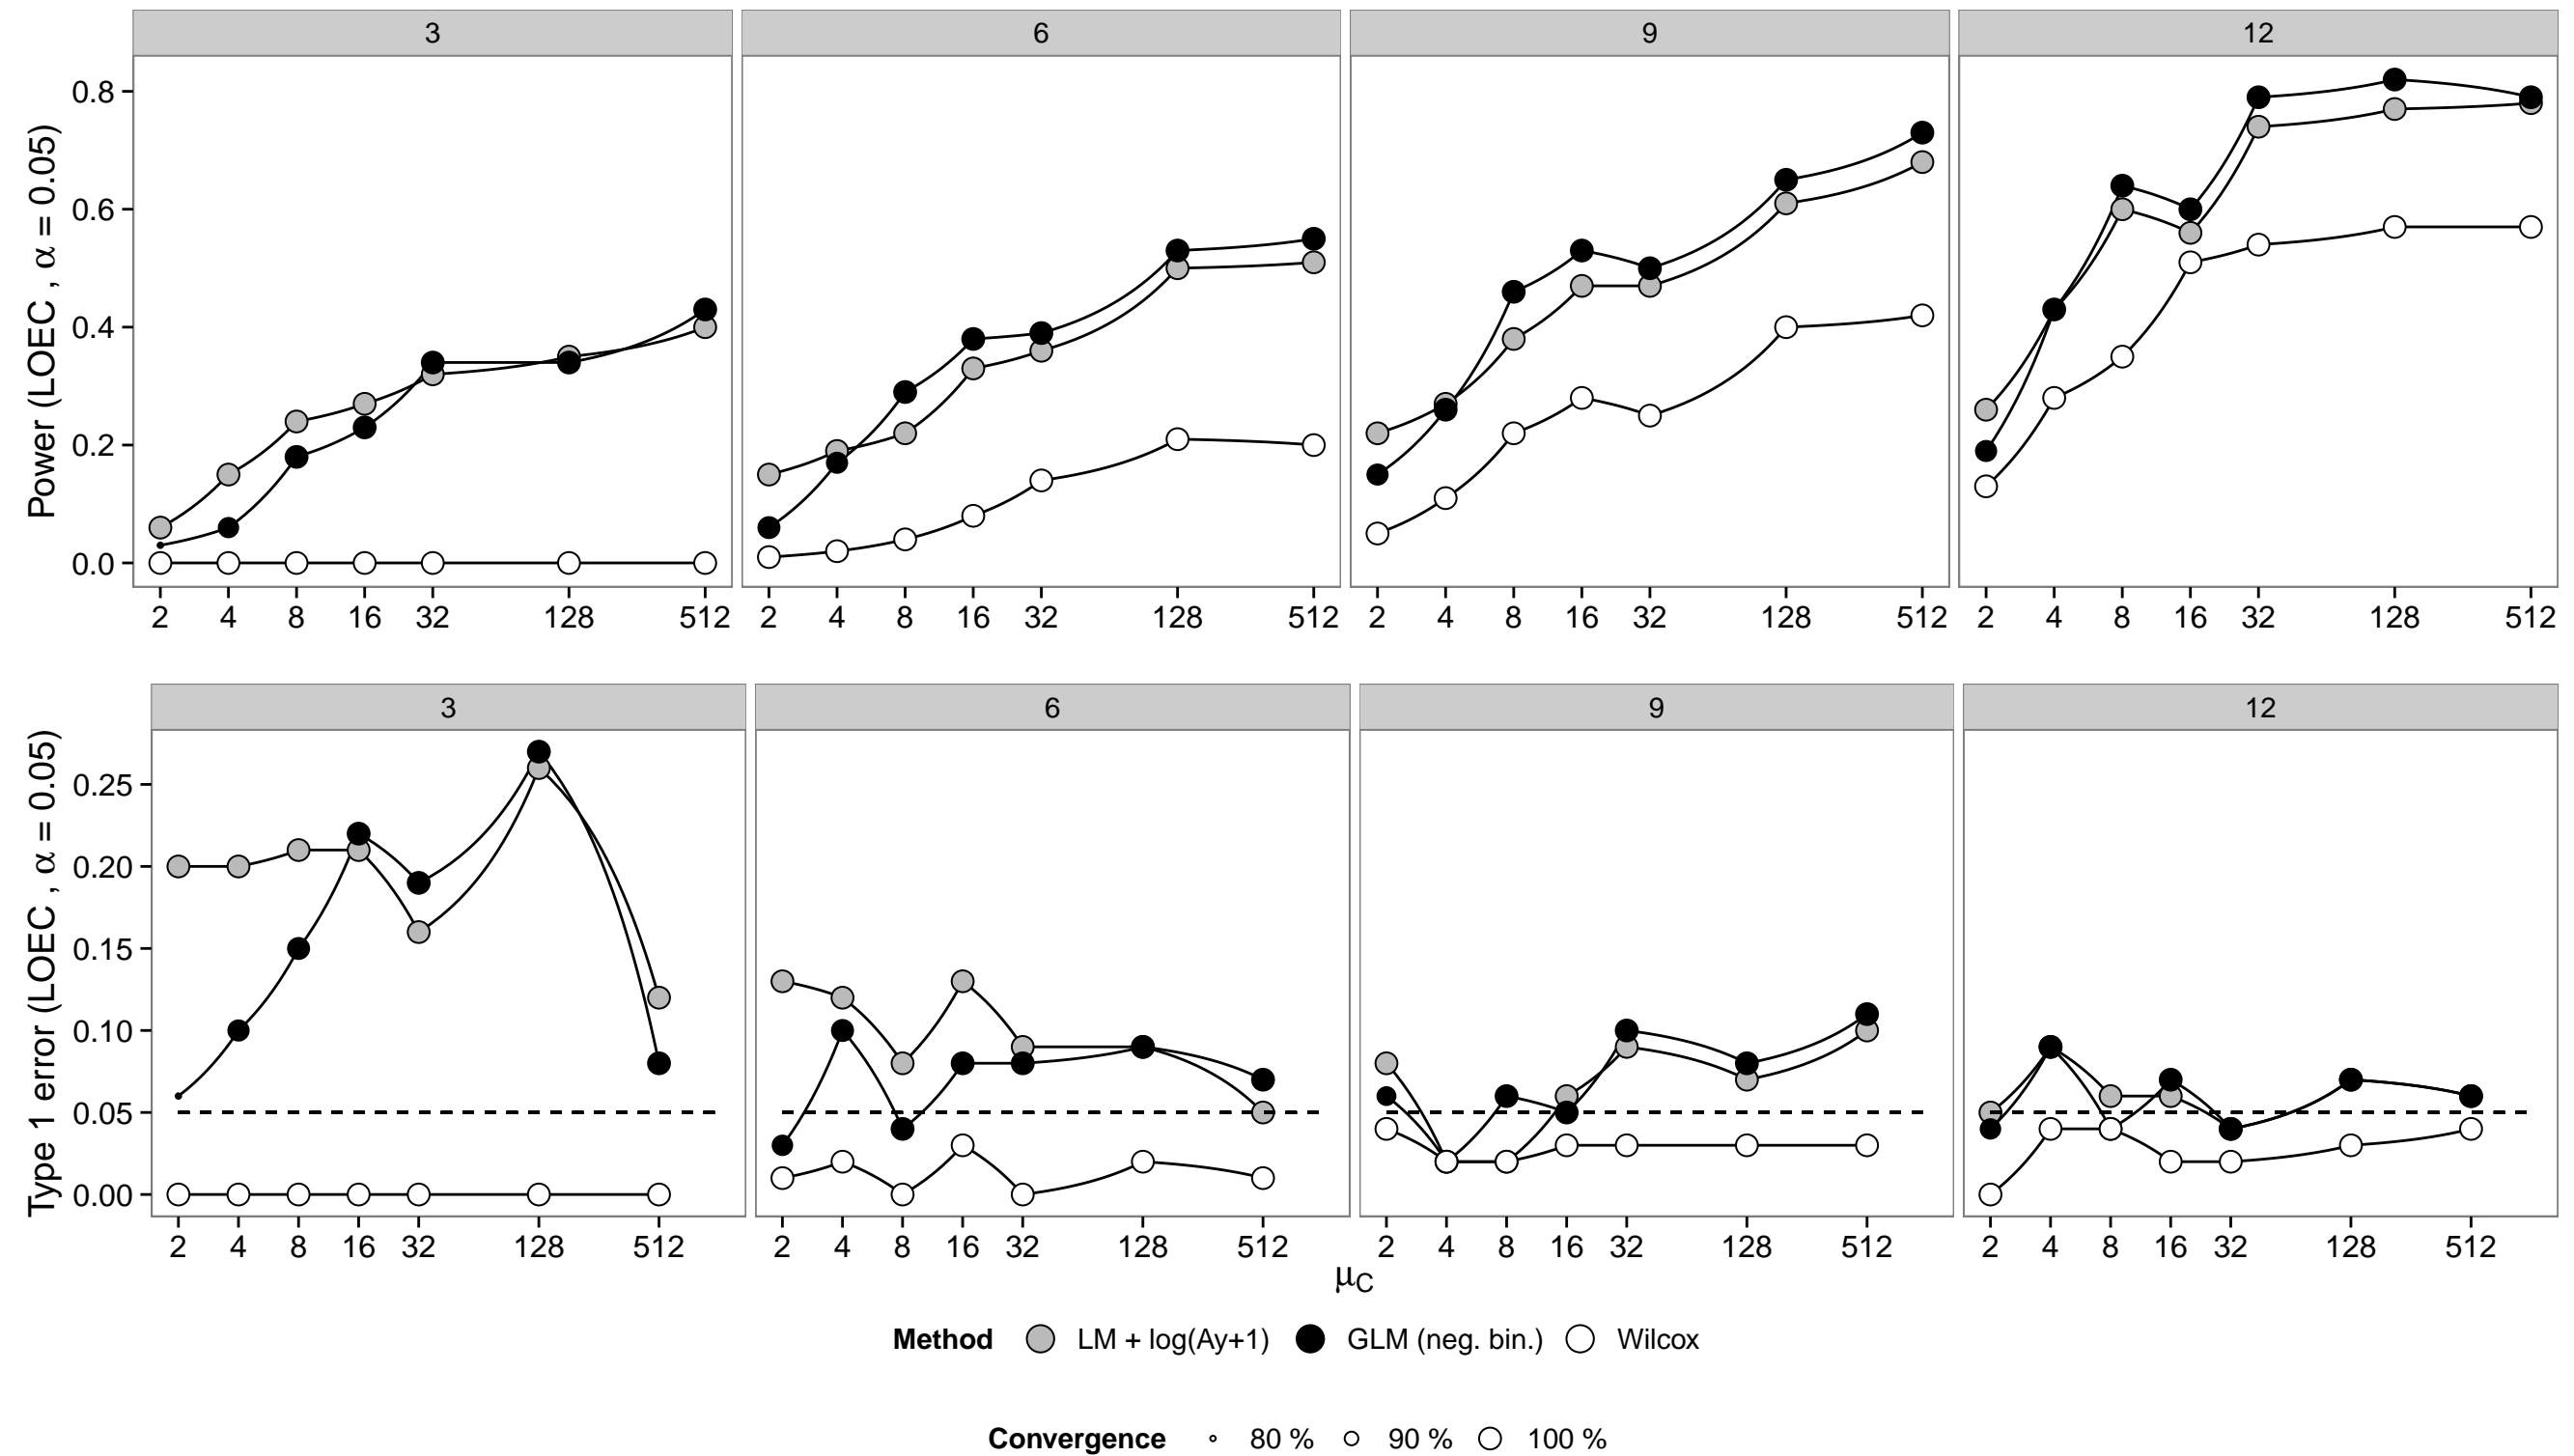 3 6 9 12
Power (LOEC , α = 0.05)
0.8
0.6
0.4
0.2
0.0
2 4 8 16 32 128 512 2 4 8 16 32 128 512 2 4 8 16 32 128 512 2 4 8 16 32 128 512
3 6 9 12
Type 1 error (LOEC , α = 0.05)
0.25
0.20
0.15
0.10
0.05
0.00
2 4 8 16 32 128 512 2 4 8 16 32 128 512 2 4 8 16 32 128 512 2 4 8 16 32 128 512
μC
Method LM + log(Ay+1) GLM (neg. bin.) Wilcox
Convergence 80 % 90 % 100 %